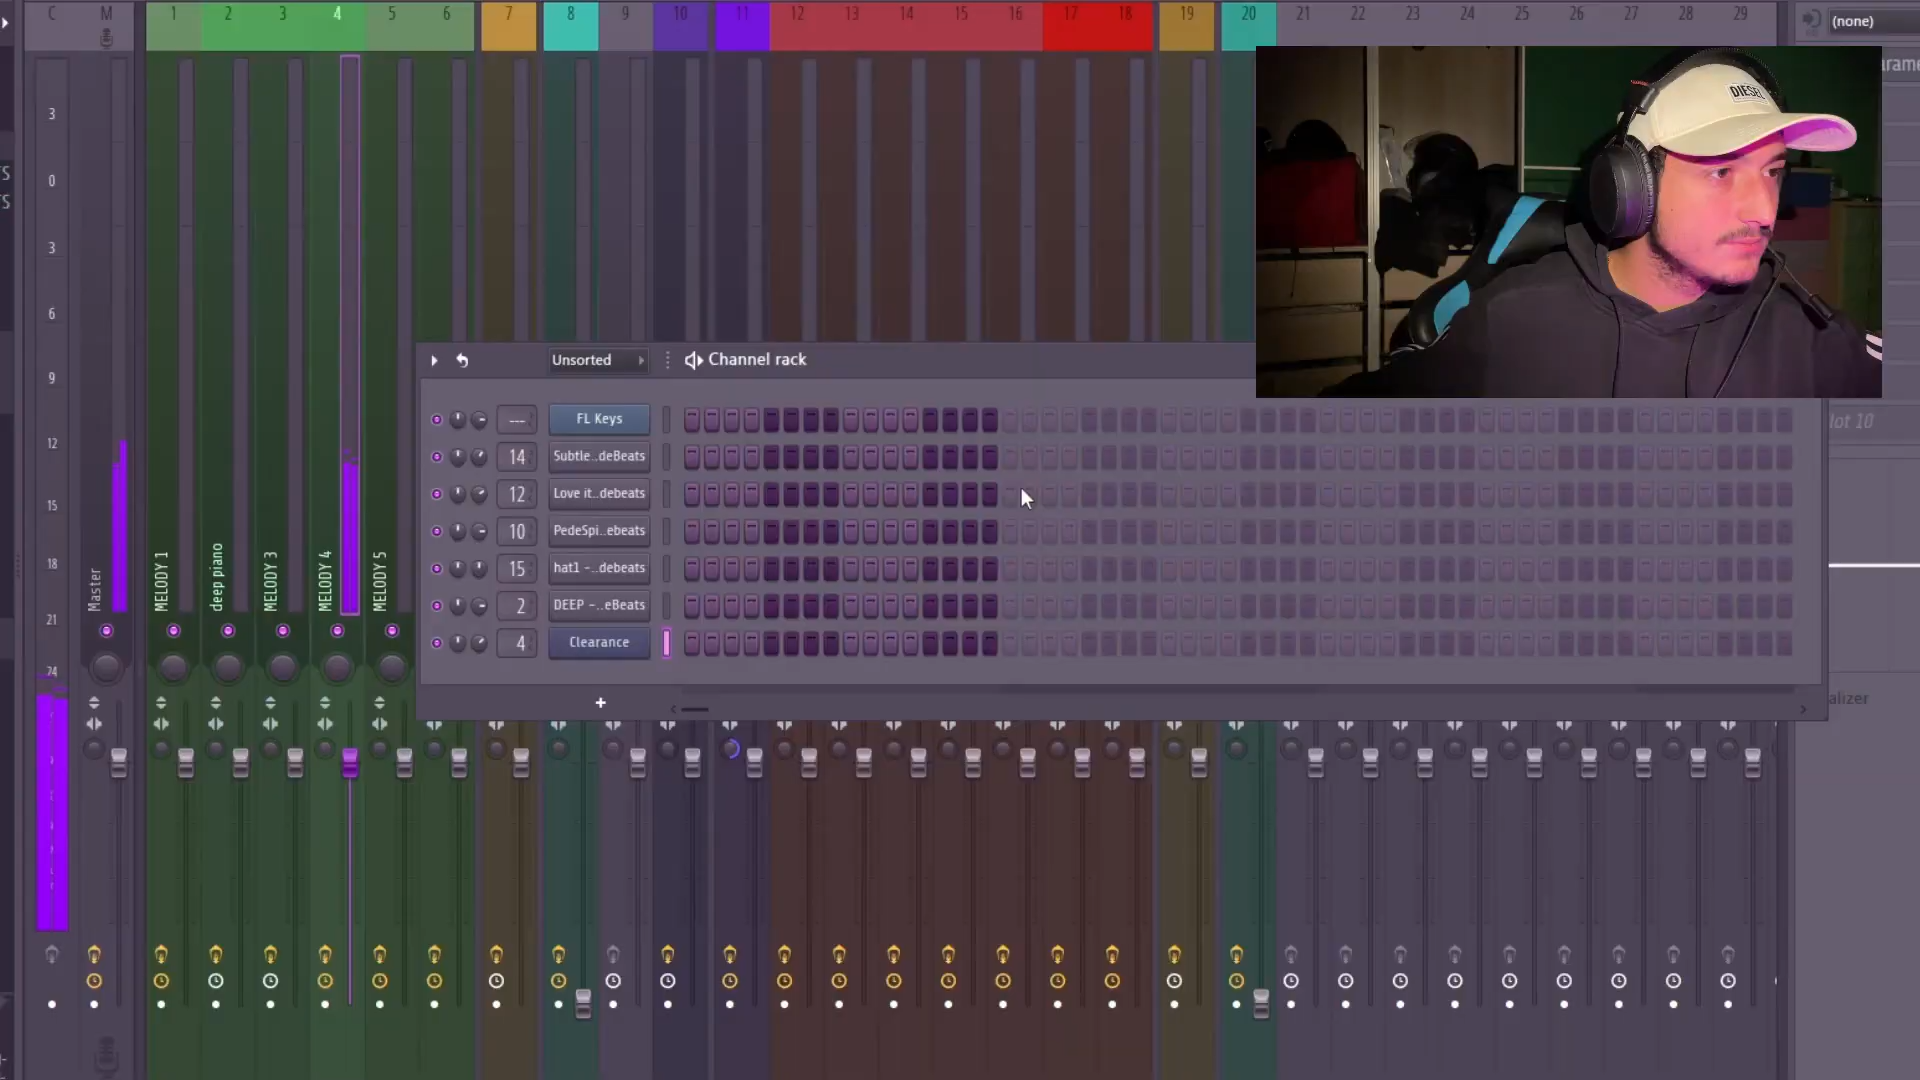 C M 1 2 3 4 5 6 7 8 9 10 11 12 13 14 15 16 17 18 19 20 21 22 23 24 25 26 27 28 29
(none)
DIESEL
3
0
3
6
9
12
15
18
21
24
Master
MELODY 1
deep piano
MELODY 3
MELODY 4
MELODY 5
Unsorted
Channel rack
--- FL Keys
14 Subtle..deBeats
12 Love it..debeats
10 PedeSpi..ebeats
15 hat1 -..debeats
2 DEEP -..eBeats
4 Clearance
+
lot 10
alizer